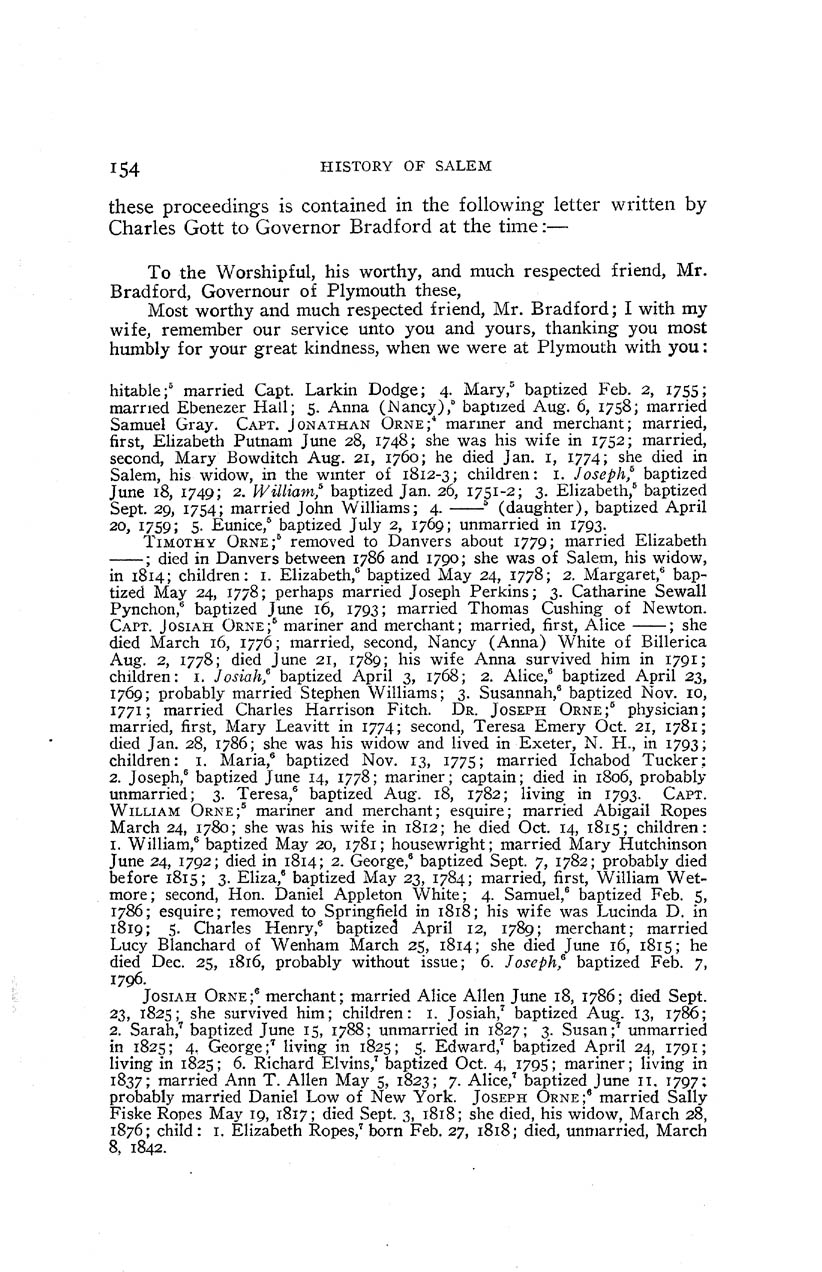 154 HISTORY OF SALEM
these proceedings is contained in the following letter written by
Charles Gott to Governor Bradford at the time:—
To the Worshipful, his worthy, and much respected friend, Mr.
Bradford, Governour of Plymouth these,
Most worthy and much respected friend, Mr. Bradford; I with my
wife, remember our service unto you and yours, thanking you most
humbly for your great kindness, when we were at Plymouth with you:
hitable;⁵ married Capt. Larkin Dodge; 4. Mary,⁵ baptized Feb. 2, 1755;
married Ebenezer Hall; 5. Anna (Nancy),⁵ baptized Aug. 6, 1758; married
Samuel Gray. CAPT. JONATHAN ORNE;⁴ mariner and merchant; married,
first, Elizabeth Putnam June 28, 1748; she was his wife in 1752; married,
second, Mary Bowditch Aug. 21, 1760; he died Jan. 1, 1774; she died in
Salem, his widow, in the winter of 1812-3; children: 1. Joseph,⁵ baptized
June 18, 1749; 2. William,⁵ baptized Jan. 26, 1751-2; 3. Elizabeth,⁵ baptized
Sept. 29, 1754; married John Williams; 4. ——⁵ (daughter), baptized April
20, 1759; 5. Eunice,⁵ baptized July 2, 1769; unmarried in 1793.
TIMOTHY ORNE;⁵ removed to Danvers about 1779; married Elizabeth
——; died in Danvers between 1786 and 1790; she was of Salem, his widow,
in 1814; children: 1. Elizabeth,⁶ baptized May 24, 1778; 2. Margaret,⁶ bap-
tized May 24, 1778; perhaps married Joseph Perkins; 3. Catharine Sewall
Pynchon,⁶ baptized June 16, 1793; married Thomas Cushing of Newton.
CAPT. JOSIAH ORNE;⁵ mariner and merchant; married, first, Alice ——; she
died March 16, 1776; married, second, Nancy (Anna) White of Billerica
Aug. 2, 1778; died June 21, 1789; his wife Anna survived him in 1791;
children: 1. Josiah,⁶ baptized April 3, 1768; 2. Alice,⁶ baptized April 23,
1769; probably married Stephen Williams; 3. Susannah,⁶ baptized Nov. 10,
1771; married Charles Harrison Fitch. DR. JOSEPH ORNE;⁵ physician;
married, first, Mary Leavitt in 1774; second, Teresa Emery Oct. 21, 1781;
died Jan. 28, 1786; she was his widow and lived in Exeter, N. H., in 1793;
children: 1. Maria,⁶ baptized Nov. 13, 1775; married Ichabod Tucker;
2. Joseph,⁶ baptized June 14, 1778; mariner; captain; died in 1806, probably
unmarried; 3. Teresa,⁶ baptized Aug. 18, 1782; living in 1793. CAPT.
WILLIAM ORNE;⁵ mariner and merchant; esquire; married Abigail Ropes
March 24, 1780; she was his wife in 1812; he died Oct. 14, 1815; children:
1. William,⁶ baptized May 20, 1781; housewright; married Mary Hutchinson
June 24, 1792; died in 1814; 2. George,⁶ baptized Sept. 7, 1782; probably died
before 1815; 3. Eliza,⁶ baptized May 23, 1784; married, first, William Wet-
more; second, Hon. Daniel Appleton White; 4. Samuel,⁶ baptized Feb. 5,
1786; esquire; removed to Springfield in 1818; his wife was Lucinda D. in
1819; 5. Charles Henry,⁶ baptized April 12, 1789; merchant; married
Lucy Blanchard of Wenham March 25, 1814; she died June 16, 1815; he
died Dec. 25, 1816, probably without issue; 6. Joseph,⁶ baptized Feb. 7,
1796.
JOSIAH ORNE;⁶ merchant; married Alice Allen June 18, 1786; died Sept.
23, 1825; she survived him; children: 1. Josiah,⁷ baptized Aug. 13, 1786;
2. Sarah,⁷ baptized June 15, 1788; unmarried in 1827; 3. Susan;⁷ unmarried
in 1825; 4. George;⁷ living in 1825; 5. Edward,⁷ baptized April 24, 1791;
living in 1825; 6. Richard Elvins,⁷ baptized Oct. 4, 1795; mariner; living in
1837; married Ann T. Allen May 5, 1823; 7. Alice,⁷ baptized June 11, 1797;
probably married Daniel Low of New York. JOSEPH ORNE;⁶ married Sally
Fiske Ropes May 19, 1817; died Sept. 3, 1818; she died, his widow, March 28,
1876; child: 1. Elizabeth Ropes,⁷ born Feb. 27, 1818; died, unmarried, March
8, 1842.